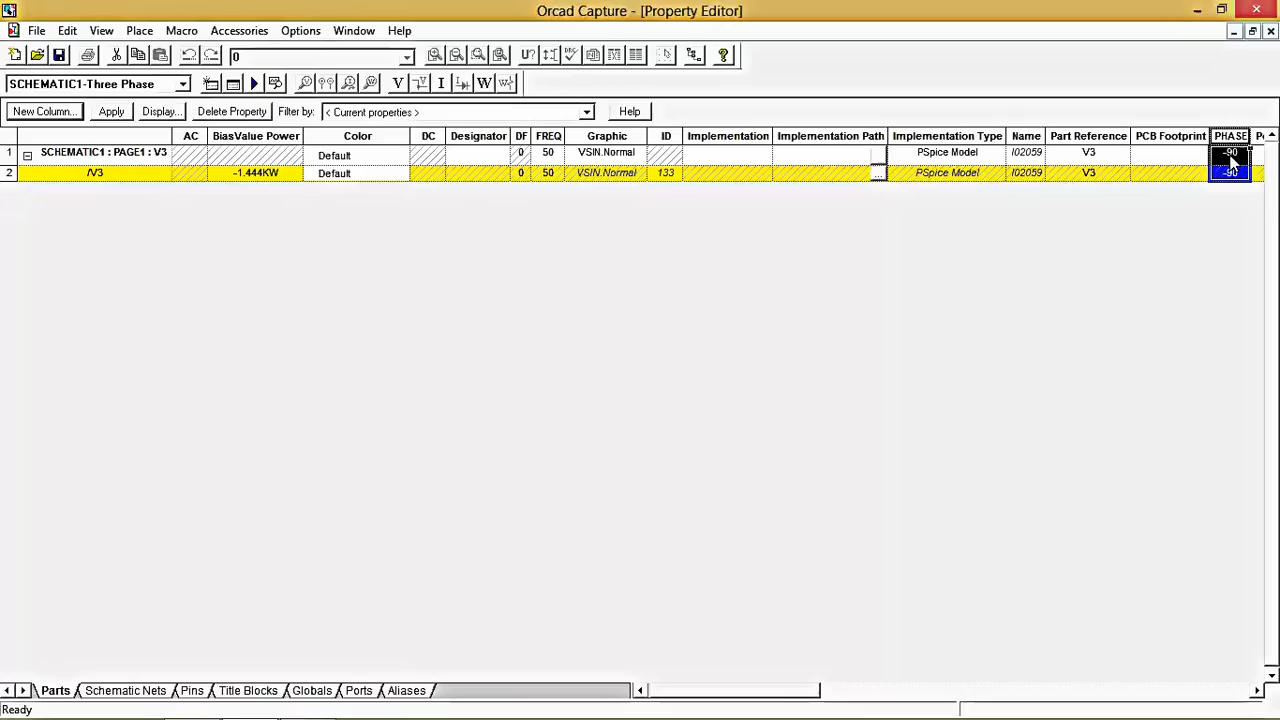 Orcad Capture - [Property Editor]
File Edit View Place Macro Accessories Options Window Help
0 U?
SCHEMATIC1-Three Phase V I W
New Column... Apply Display... Delete Property Filter by: < Current properties > Help
AC BiasValue Power Color DC Designator DF FREQ Graphic ID Implementation Implementation Path Implementation Type Name Part Reference PCB Footprint PHASE
1 SCHEMATIC1 : PAGE1 : V3 Default 0 50 VSIN.Normal PSpice Model I02059 V3 -90
2 /V3 -1.444KW Default 0 50 VSIN.Normal 133 ... PSpice Model I02059 V3 -90
Parts Schematic Nets Pins Title Blocks Globals Ports Aliases
Ready